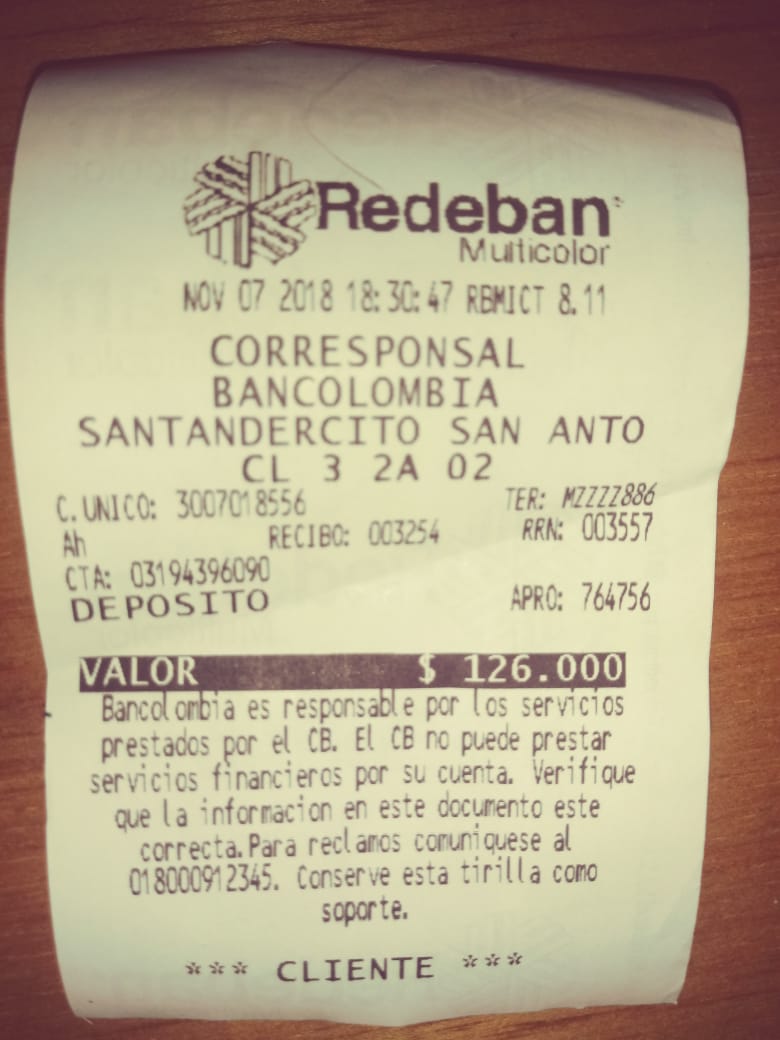 Redeban
Multicolor
NOV 07 2018 18:30:47 RBMICT 8.11
CORRESPONSAL
BANCOLOMBIA
SANTANDERCITO SAN ANTO
CL 3 2A 02
C. UNICO: 3007018556 TER: MZZZZ886
Ah RECIBO: 003254 RRN: 003557
CTA: 03194396090
DEPOSITO APRO: 764756
VALOR $ 126.000
Bancolombia es responsable por los servicios
prestados por el CB. El CB no puede prestar
servicios financieros por su cuenta. Verifique
que la informacion en este documento este
correcta.Para reclamos comuniquese al
018000912345. Conserve esta tirilla como
soporte.
*** CLIENTE ***